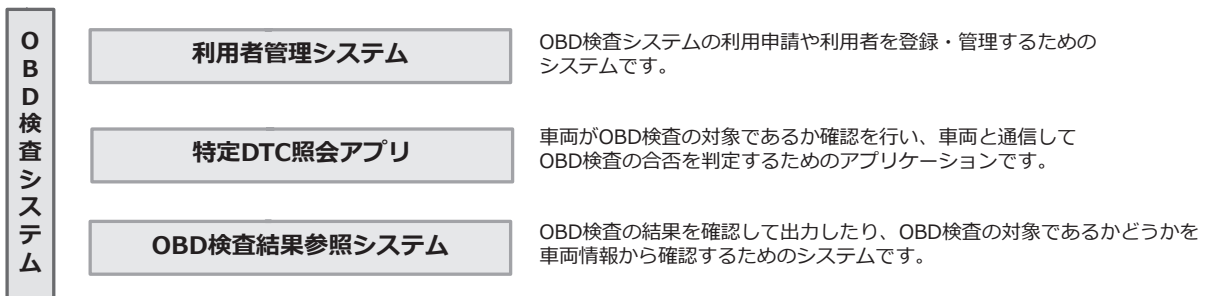 OBD検査システム
利用者管理システム
OBD検査システムの利用申請や利用者を登録・管理するための
システムです。
特定DTC照会アプリ
車両がOBD検査の対象であるか確認を行い、車両と通信して
OBD検査の合否を判定するためのアプリケーションです。
OBD検査結果参照システム
OBD検査の結果を確認して出力したり、OBD検査の対象であるかどうかを
車両情報から確認するためのシステムです。